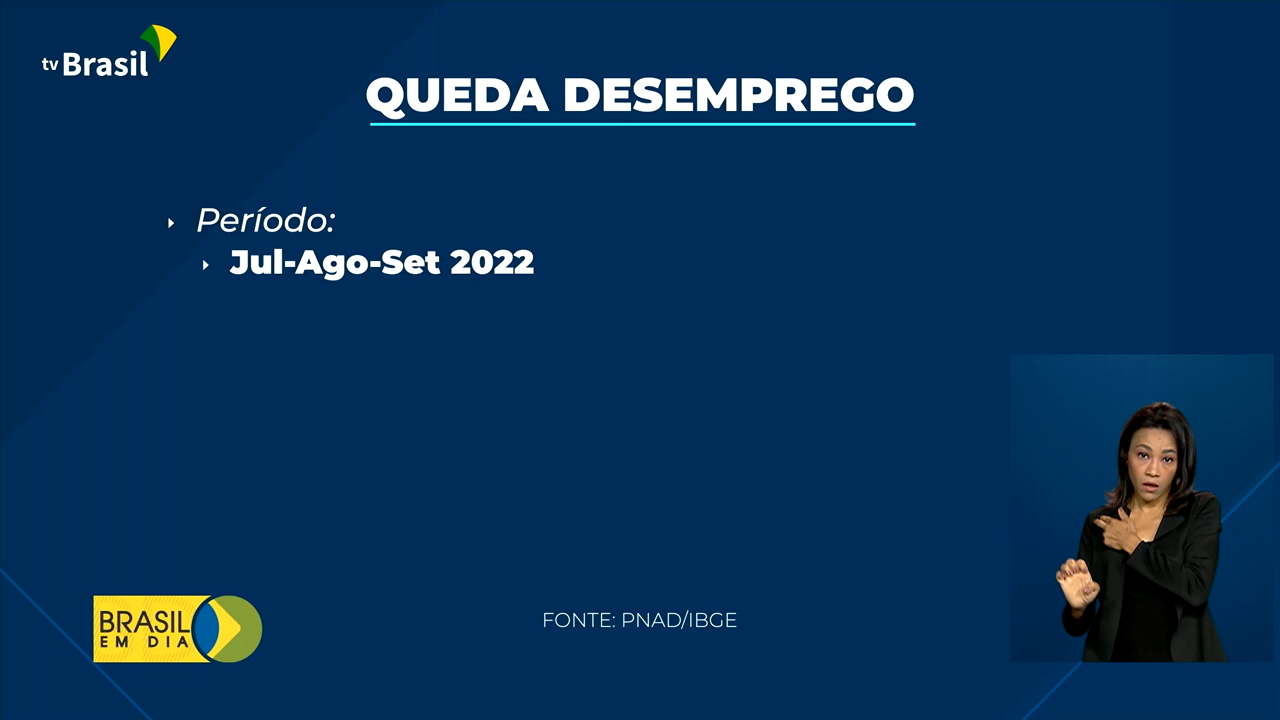 tv Brasil
QUEDA DESEMPREGO
Período:
Jul-Ago-Set 2022
BRASIL
EM DIA
FONTE: PNAD/IBGE